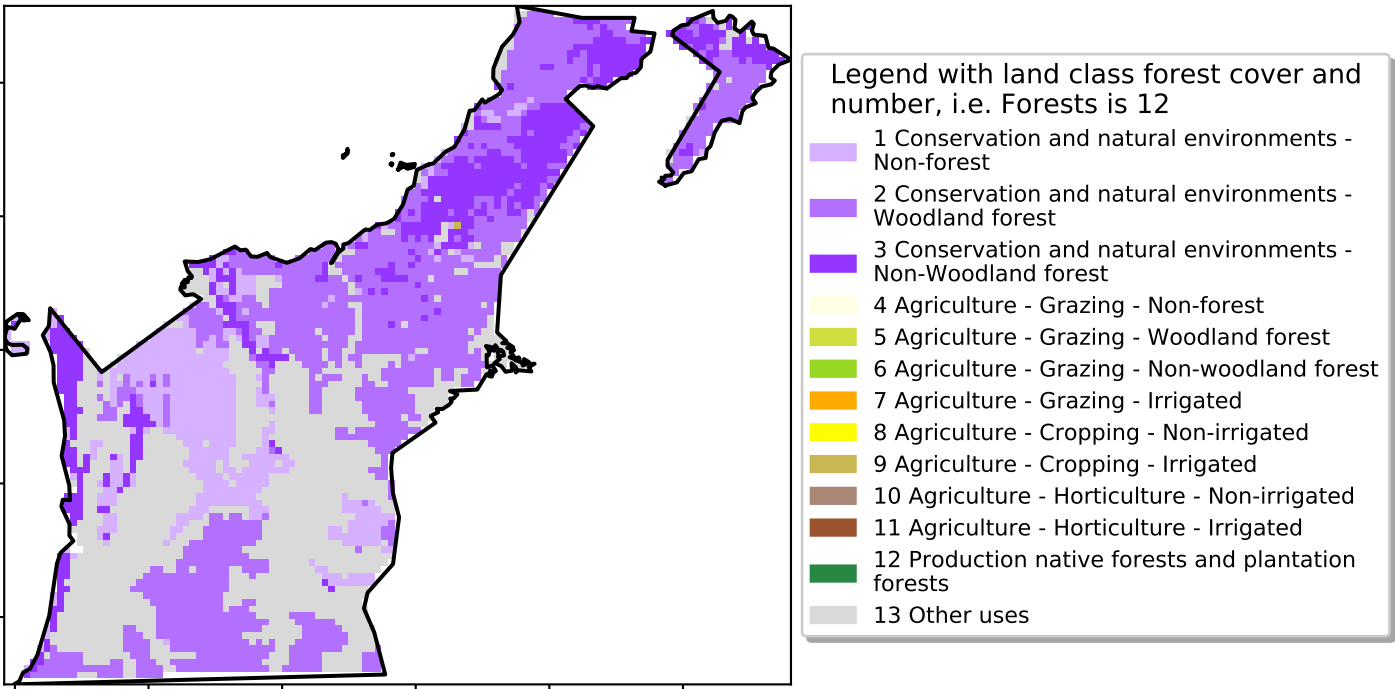 Legend with land class forest cover and
number, i.e. Forests is 12
1 Conservation and natural environments -
Non-forest
2 Conservation and natural environments -
Woodland forest
3 Conservation and natural environments -
Non-Woodland forest
4 Agriculture - Grazing - Non-forest
5 Agriculture - Grazing - Woodland forest
6 Agriculture - Grazing - Non-woodland forest
7 Agriculture - Grazing - Irrigated
8 Agriculture - Cropping - Non-irrigated
9 Agriculture - Cropping - Irrigated
10 Agriculture - Horticulture - Non-irrigated
11 Agriculture - Horticulture - Irrigated
12 Production native forests and plantation
forests
13 Other uses